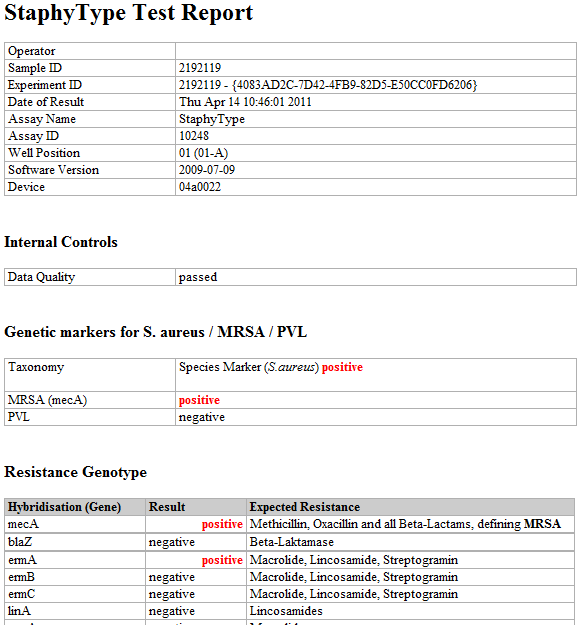 StaphyType Test Report
Operator
Sample ID 2192119
Experiment ID 2192119 - {4083AD2C-7D42-4FB9-82D5-E50CC0FD6206}
Date of Result Thu Apr 14 10:46:01 2011
Assay Name StaphyType
Assay ID 10248
Well Position 01 (01-A)
Software Version 2009-07-09
Device 04a0022
Internal Controls
Data Quality passed
Genetic markers for S. aureus / MRSA / PVL
Taxonomy Species Marker (S.aureus) positive
MRSA (mecA) positive
PVL negative
Resistance Genotype
Hybridisation (Gene) Result Expected Resistance
mecA positive Methicillin, Oxacillin and all Beta-Lactams, defining MRSA
blaZ negative Beta-Laktamase
ermA positive Macrolide, Lincosamide, Streptogramin
ermB negative Macrolide, Lincosamide, Streptogramin
ermC negative Macrolide, Lincosamide, Streptogramin
linA negative Lincosamides